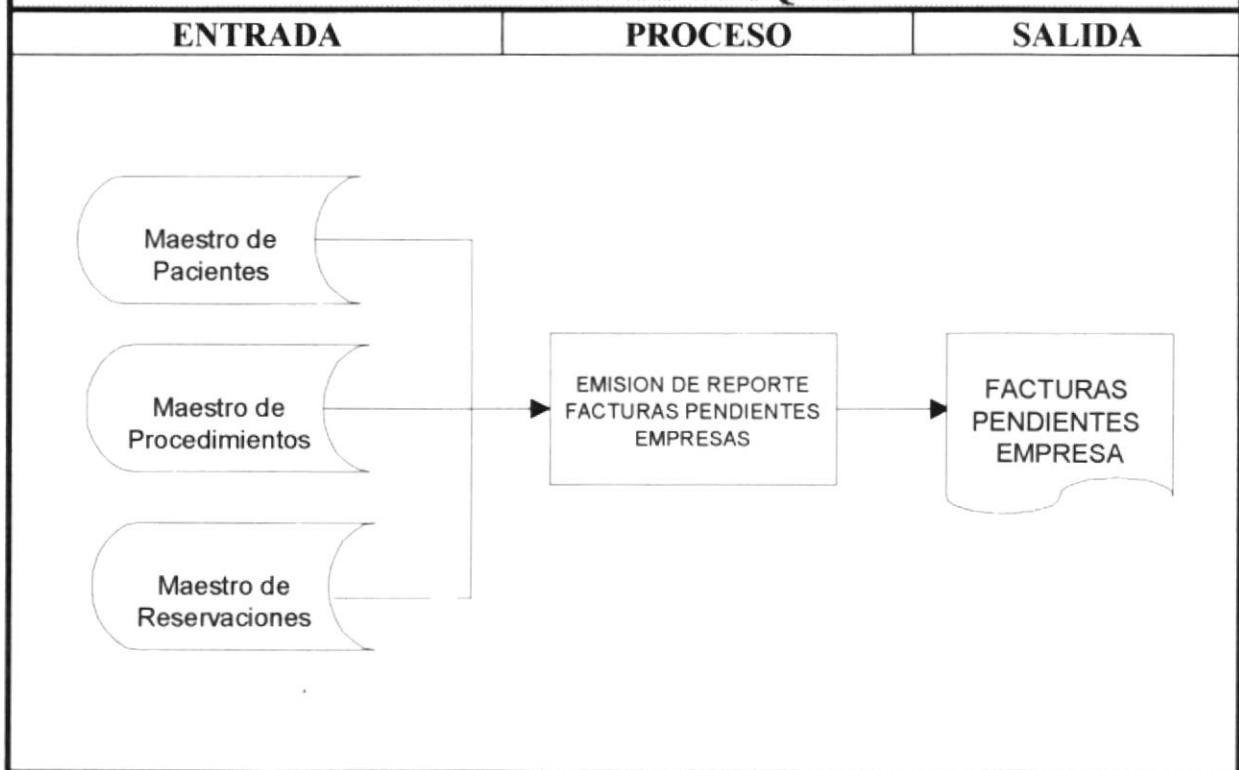 ENTRADA
PROCESO
SALIDA
Maestro de
Pacientes
Maestro de
Procedimientos
Maestro de
Reservaciones
EMISION DE REPORTE
FACTURAS PENDIENTES
EMPRESAS
FACTURAS
PENDIENTES
EMPRESA